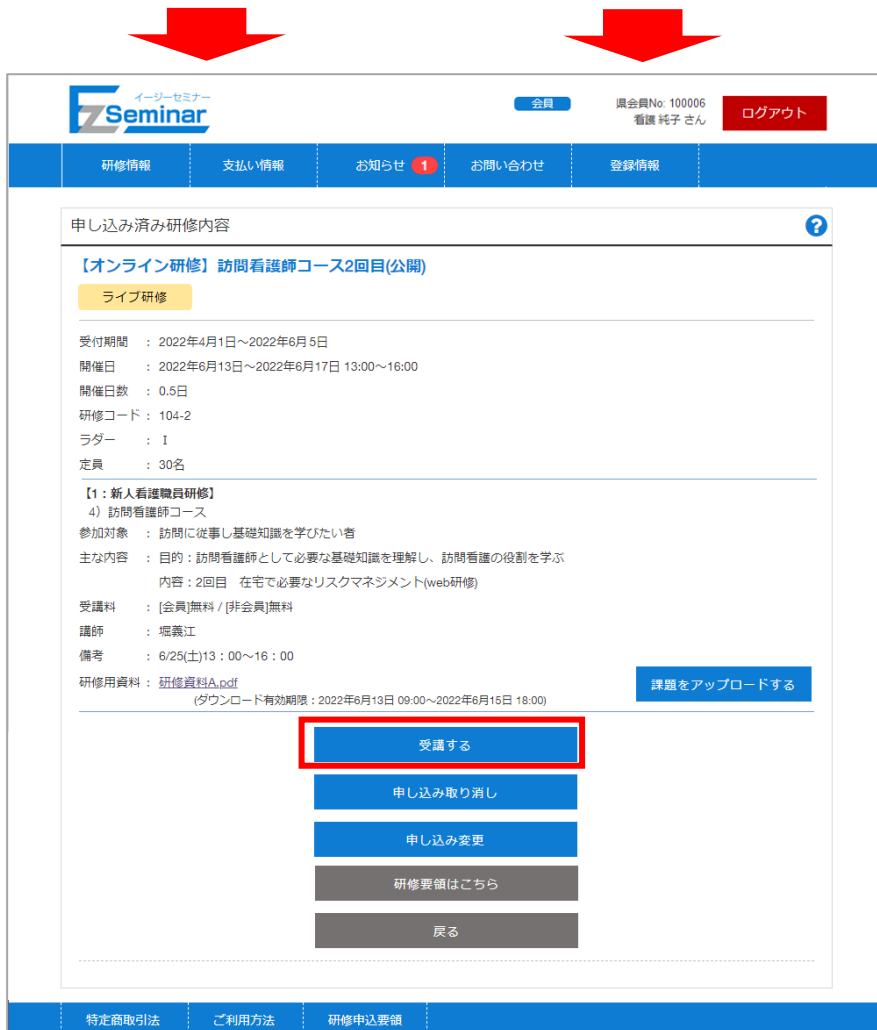 イージーセミナー
EZ Seminar
会員
県会員No: 100006
看護 純子 さん
ログアウト
研修情報
支払い情報
お知らせ 1
お問い合わせ
登録情報
申し込み済み研修内容
?
【オンライン研修】訪問看護師コース2回目(公開)
ライブ研修
受付期間 : 2022年4月1日～2022年6月5日
開催日 : 2022年6月13日～2022年6月17日 13:00～16:00
開催日数 : 0.5日
研修コード : 104-2
ラダー : Ⅰ
定員 : 30名
【1：新人看護職員研修】
4）訪問看護師コース
参加対象 : 訪問に従事し基礎知識を学びたい者
主な内容 : 目的：訪問看護師として必要な基礎知識を理解し、訪問看護の役割を学ぶ
内容：2回目 在宅で必要なリスクマネジメント(web研修)
受講料 : [会員]無料 / [非会員]無料
講師 : 堀義江
備考 : 6/25(土)13：00～16：00
研修用資料 : 研修資料A.pdf
(ダウンロード有効期限：2022年6月13日 09:00～2022年6月15日 18:00)
課題をアップロードする
受講する
申し込み取り消し
申し込み変更
研修要領はこちら
戻る
特定商取引法
ご利用方法
研修申込要領